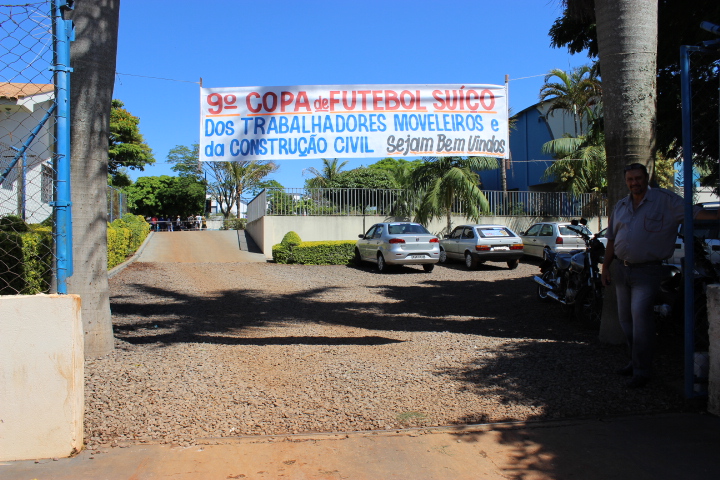 9º COPA de FUTEBOL SUÍÇO
DOS TRABALHADORES MOVELEIROS e
da CONSTRUÇÃO CIVIL Sejam Bem Vindos